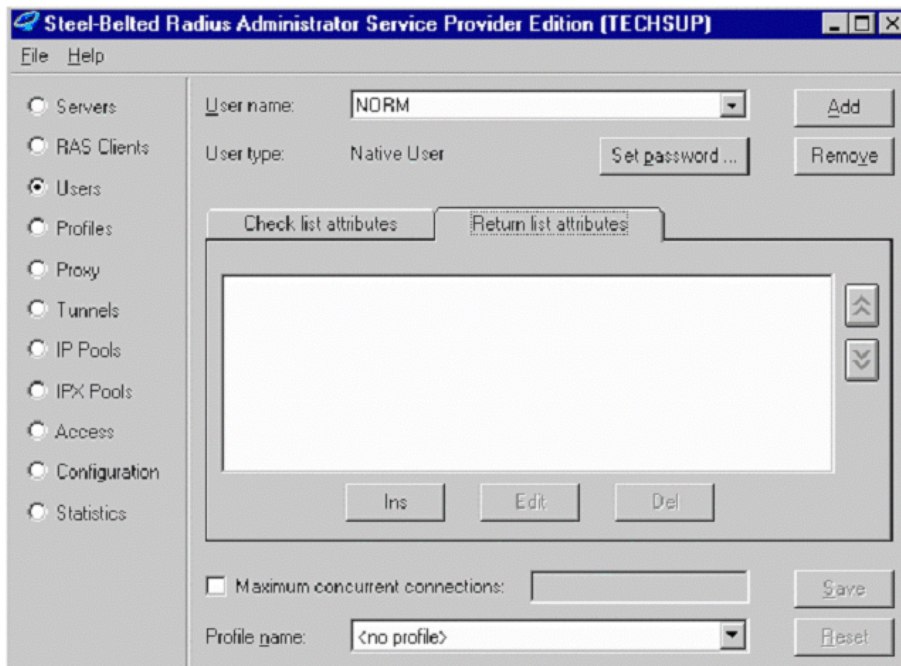 Steel-Belted Radius Administrator Service Provider Edition (TECHSUP)
File Help
Servers
RAS Clients
Users
Profiles
Proxy
Tunnels
IP Pools
IPX Pools
Access
Configuration
Statistics
User name: NORM Add
User type: Native User Set password ... Remove
Check list attributes Return list attributes
Ins Edit Del
Maximum concurrent connections: Save
Profile name: <no profile> Reset